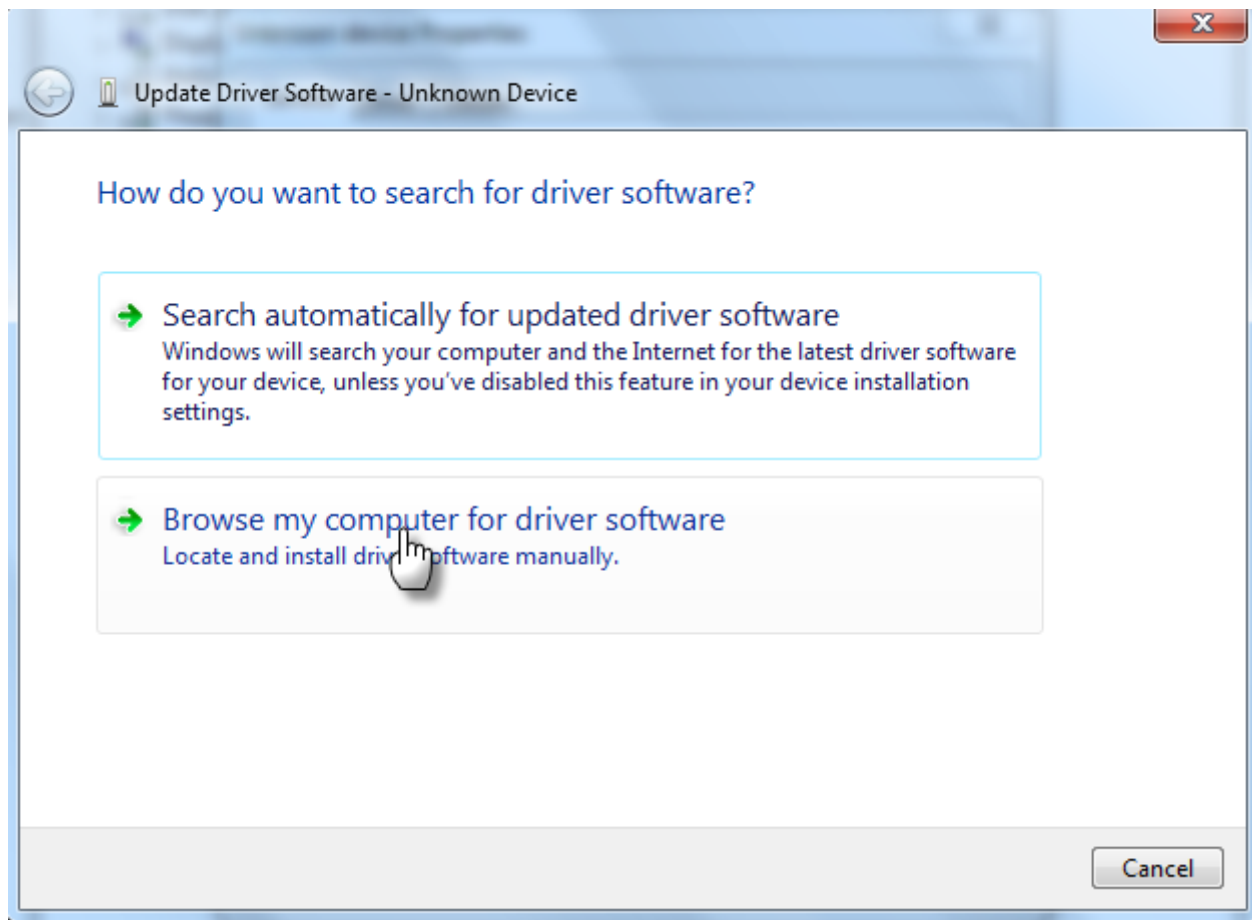 Update Driver Software - Unknown Device
How do you want to search for driver software?
Search automatically for updated driver software
Windows will search your computer and the Internet for the latest driver software
for your device, unless you've disabled this feature in your device installation
settings.
Browse my computer for driver software
Locate and install driver software manually.
Cancel